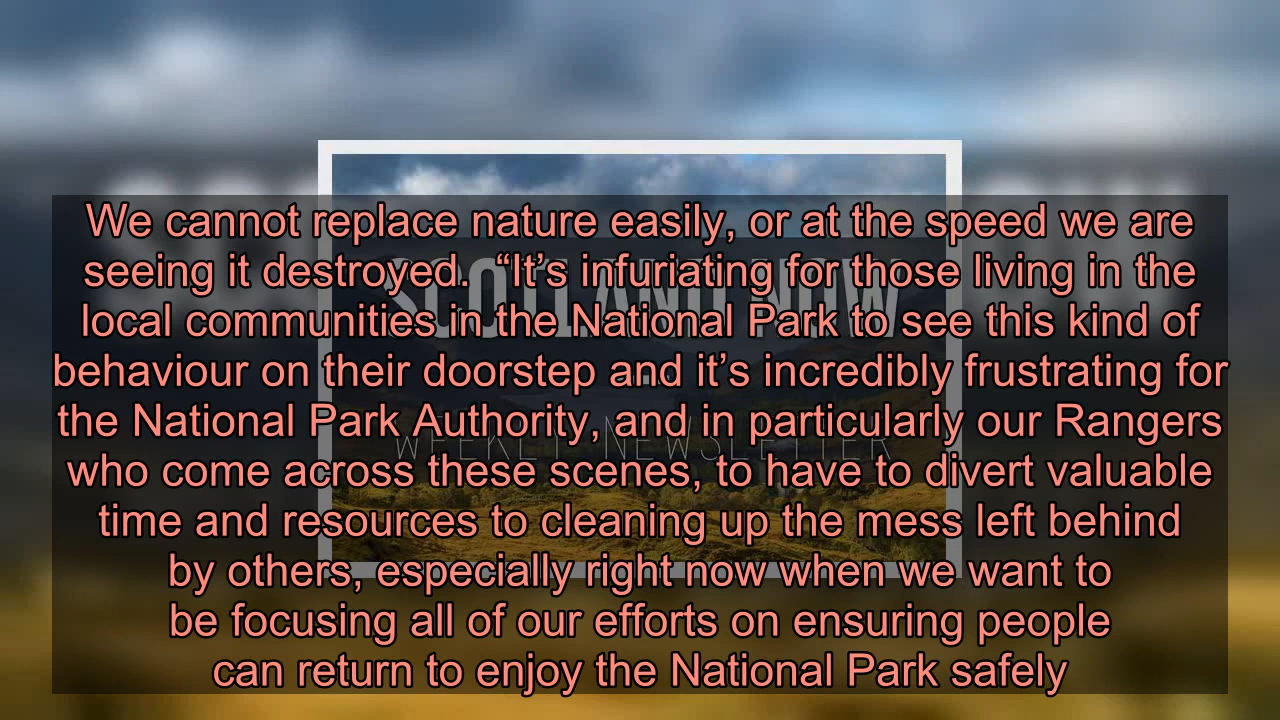 We cannot replace nature easily, or at the speed we are
seeing it destroyed. “It’s infuriating for those living in the
local communities in the National Park to see this kind of
behaviour on their doorstep and it’s incredibly frustrating for
the National Park Authority, and in particularly our Rangers
who come across these scenes, to have to divert valuable
time and resources to cleaning up the mess left behind
by others, especially right now when we want to
be focusing all of our efforts on ensuring people
can return to enjoy the National Park safely
SCOTLAND NOW
WEEKLY NEWSLETTER